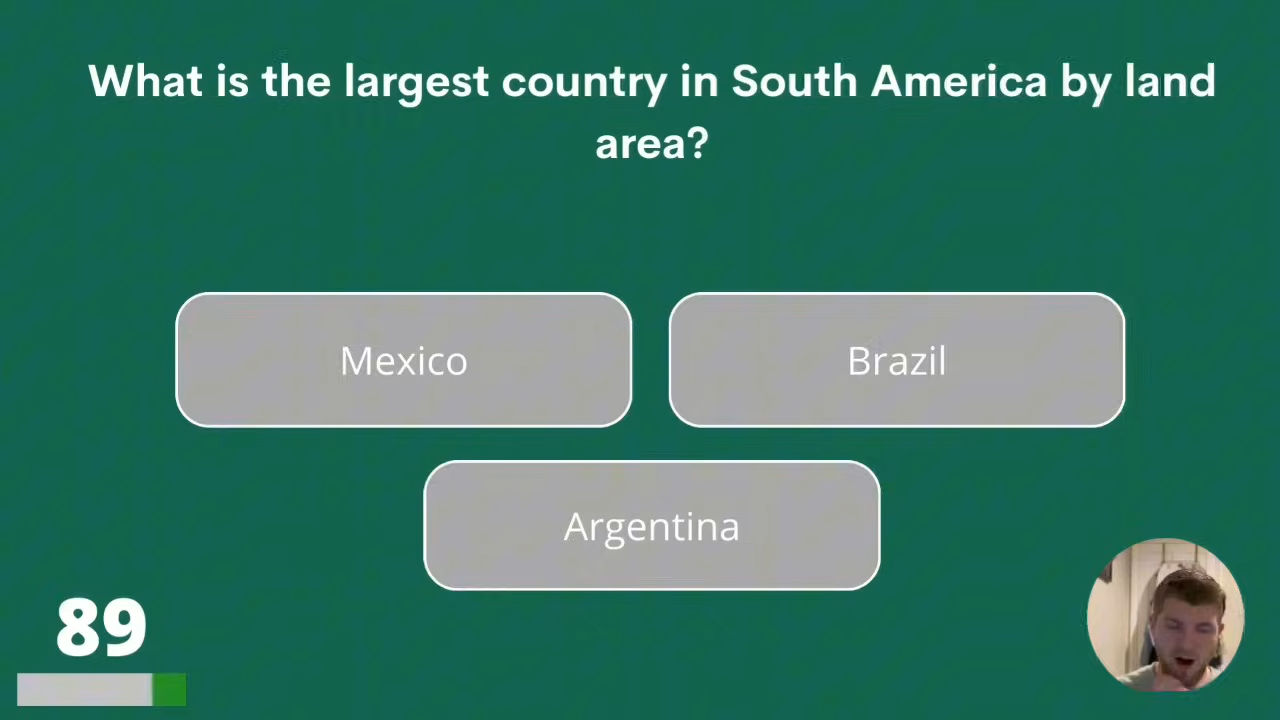 What is the largest country in South America by land
area?
Mexico
Brazil
Argentina
89